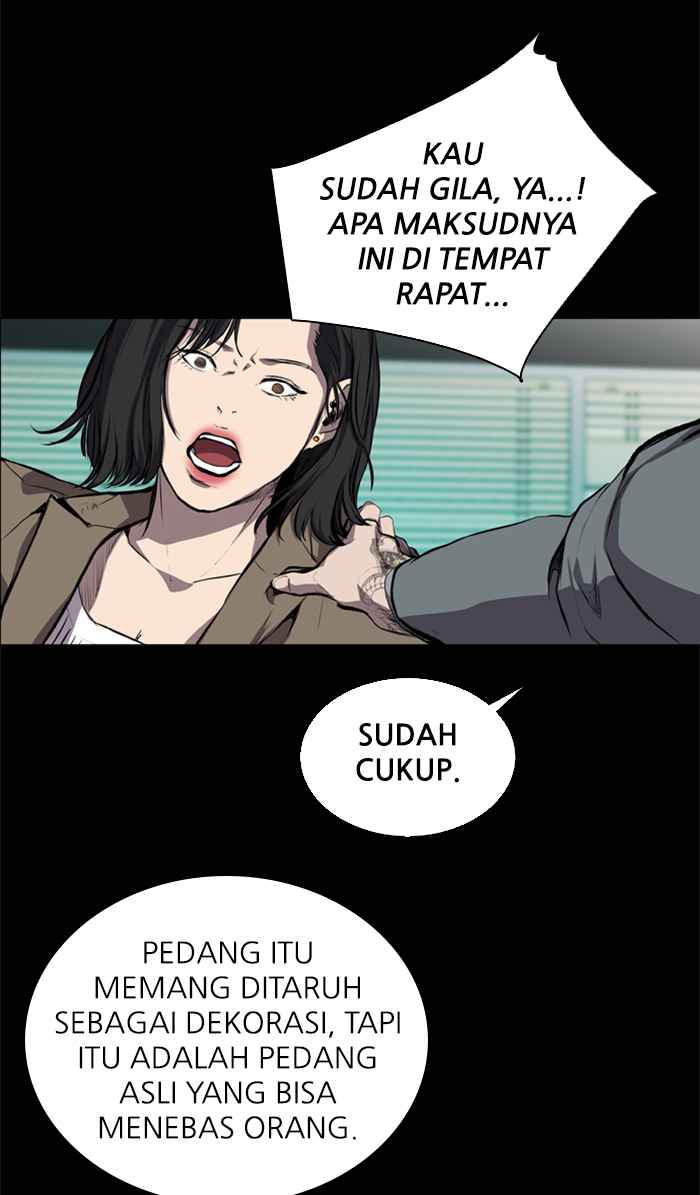 KAU
SUDAH GILA, YA...!
APA MAKSUDNYA
INI DI TEMPAT
RAPAT...
SUDAH
CUKUP.
PEDANG ITU
MEMANG DITARUH
SEBAGAI DEKORASI, TAPI
ITU ADALAH PEDANG
ASLI YANG BISA
MENEBAS ORANG.